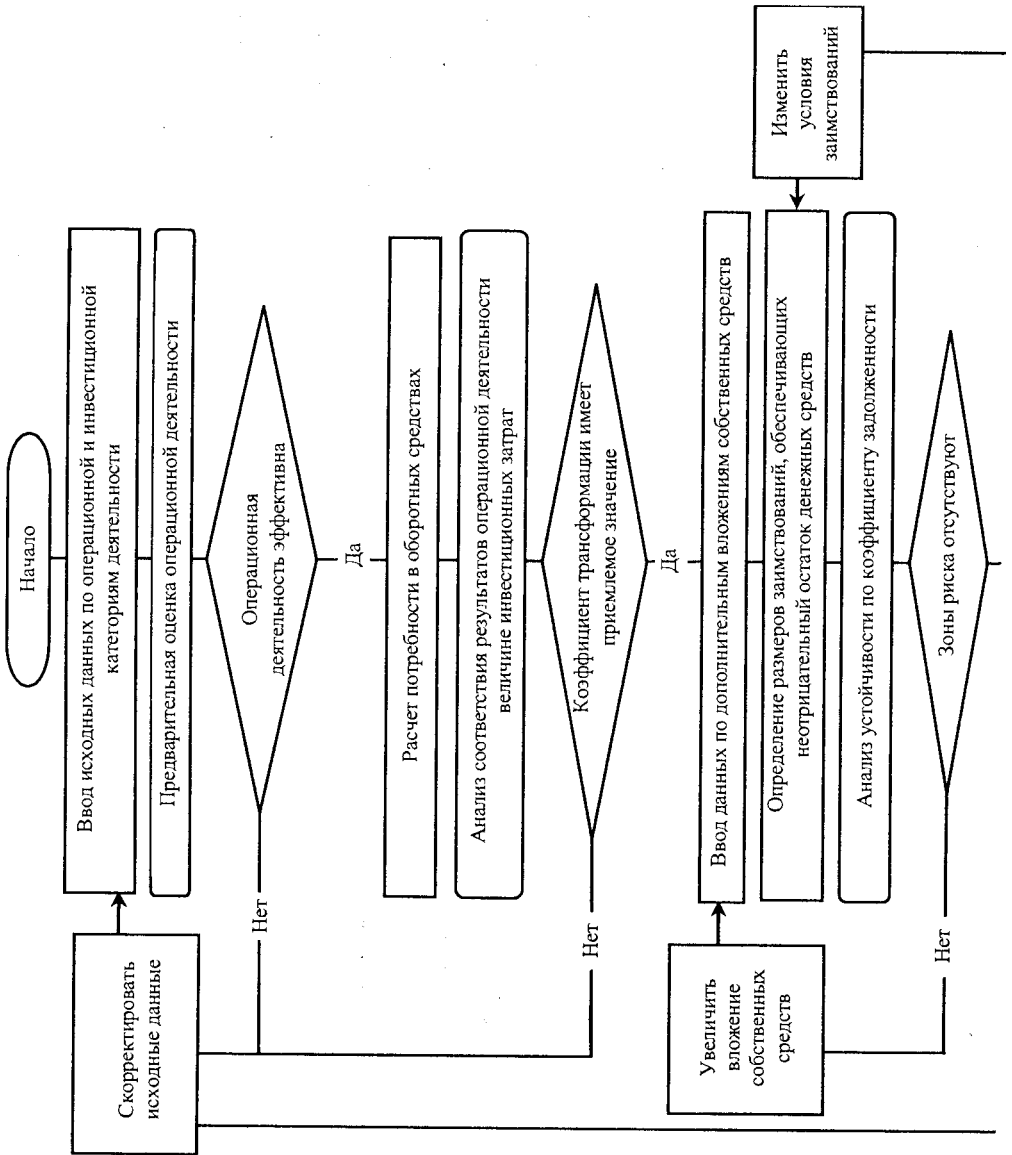 Начало
Ввод исходных данных по операционной и инвестиционной
категориям деятельности
Скорректировать
исходные данные
Предварительная оценка операционной деятельности
Операционная
деятельность эффективна
Нет
Да
Расчет потребности в оборотных средствах
Анализ соответствия результатов операционной деятельности
величине инвестиционных затрат
Коэффициент трансформации имеет
приемлемое значение
Нет
Да
Ввод данных по дополнительным вложениям собственных средств
Увеличить
вложение
собственных
средств
Определение размеров заимствований, обеспечивающих
неотрицательный остаток денежных средств
Изменить
условия
заимствований
Анализ устойчивости по коэффициенту задолженности
Зоны риска отсутствуют
Нет